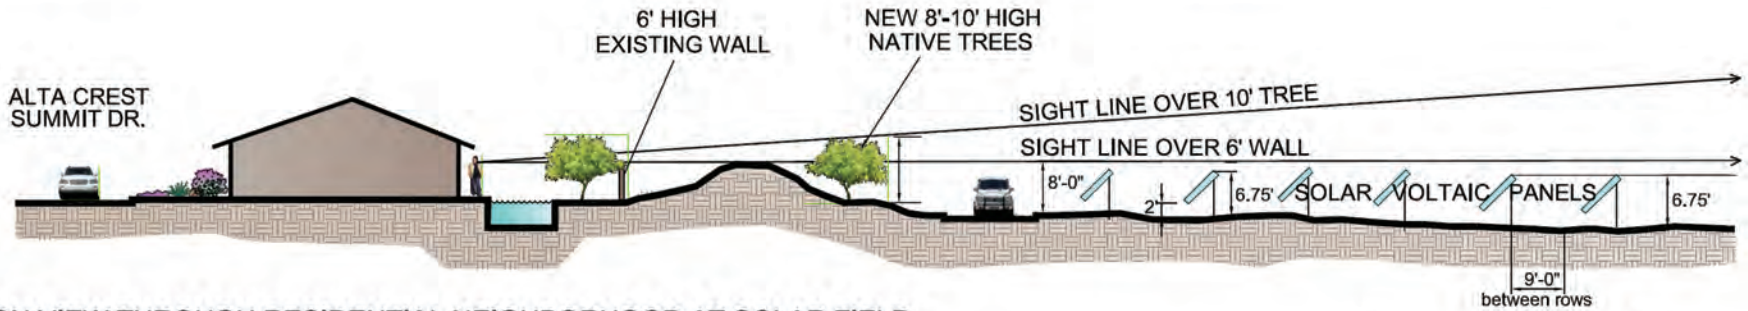 6' HIGH
EXISTING WALL
NEW 8'-10' HIGH
NATIVE TREES
ALTA CREST
SUMMIT DR.
SIGHT LINE OVER 10' TREE
SIGHT LINE OVER 6' WALL
8'-0"
2'
6.75'
SOLAR VOLTAIC PANELS
6.75'
9'-0"
between rows